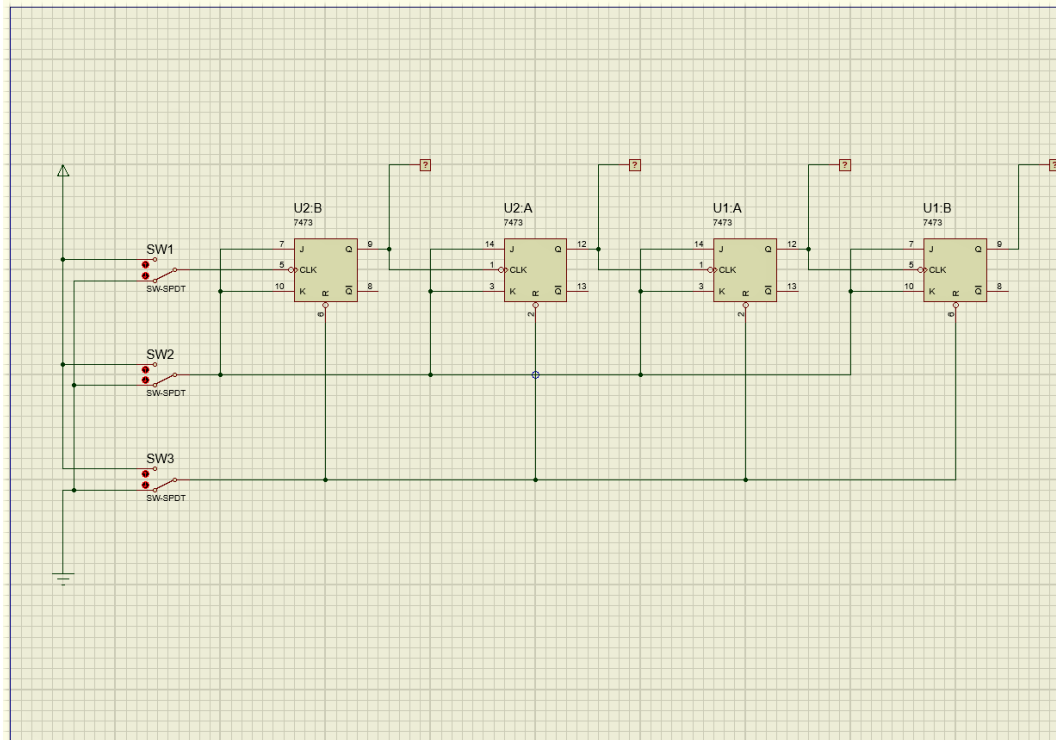 ? ? ? ?
U2:B U2:A U1:A U1:B
7473 7473 7473 7473
SW1
7 J Q 9 14 J Q 12 14 J Q 12 7 J Q 9
5 CLK 1 CLK 1 CLK 5 CLK
SW-SPDT
10 K R Q 8 3 K R Q 13 3 K R Q 13 10 K R Q 8
6 2 2 6
SW2
SW-SPDT
SW3
SW-SPDT